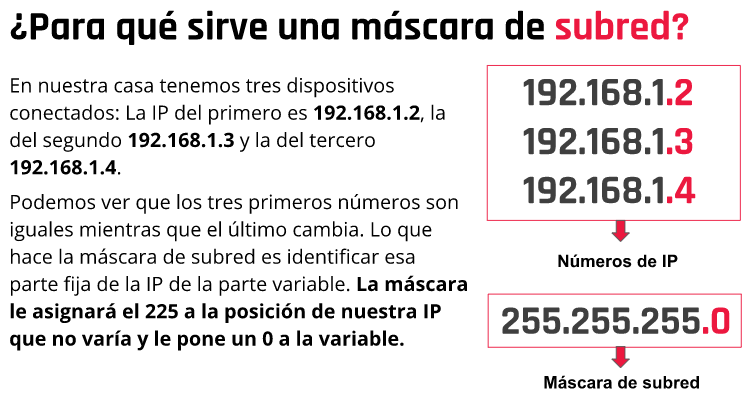 ¿Para qué sirve una máscara de subred?
En nuestra casa tenemos tres dispositivos
conectados: La IP del primero es 192.168.1.2, la
del segundo 192.168.1.3 y la del tercero
192.168.1.4.
Podemos ver que los tres primeros números son
iguales mientras que el último cambia. Lo que
hace la máscara de subred es identificar esa
parte fija de la IP de la parte variable. La máscara
le asignará el 225 a la posición de nuestra IP
que no varía y le pone un 0 a la variable.
192.168.1.2
192.168.1.3
192.168.1.4
Números de IP
255.255.255.0
Máscara de subred